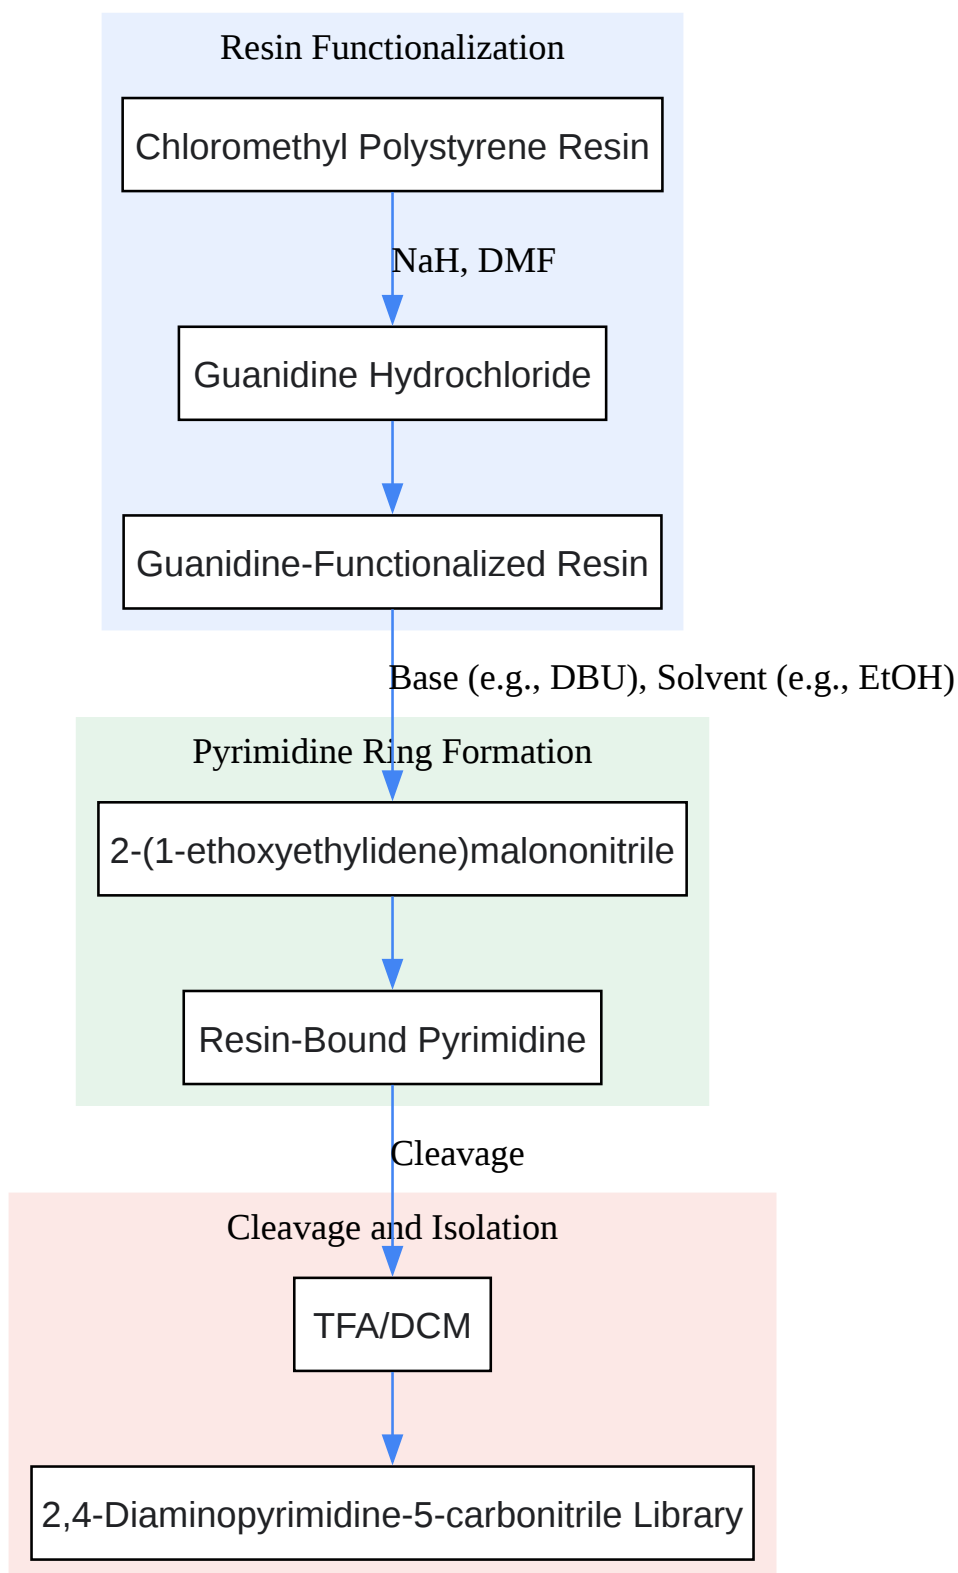 Resin Functionalization
Chloromethyl Polystyrene Resin
NaH, DMF
Guanidine Hydrochloride
Guanidine-Functionalized Resin
Base (e.g., DBU), Solvent (e.g., EtOH)
Pyrimidine Ring Formation
2-(1-ethoxyethylidene)malononitrile
Resin-Bound Pyrimidine
Cleavage
Cleavage and Isolation
TFA/DCM
2,4-Diaminopyrimidine-5-carbonitrile Library